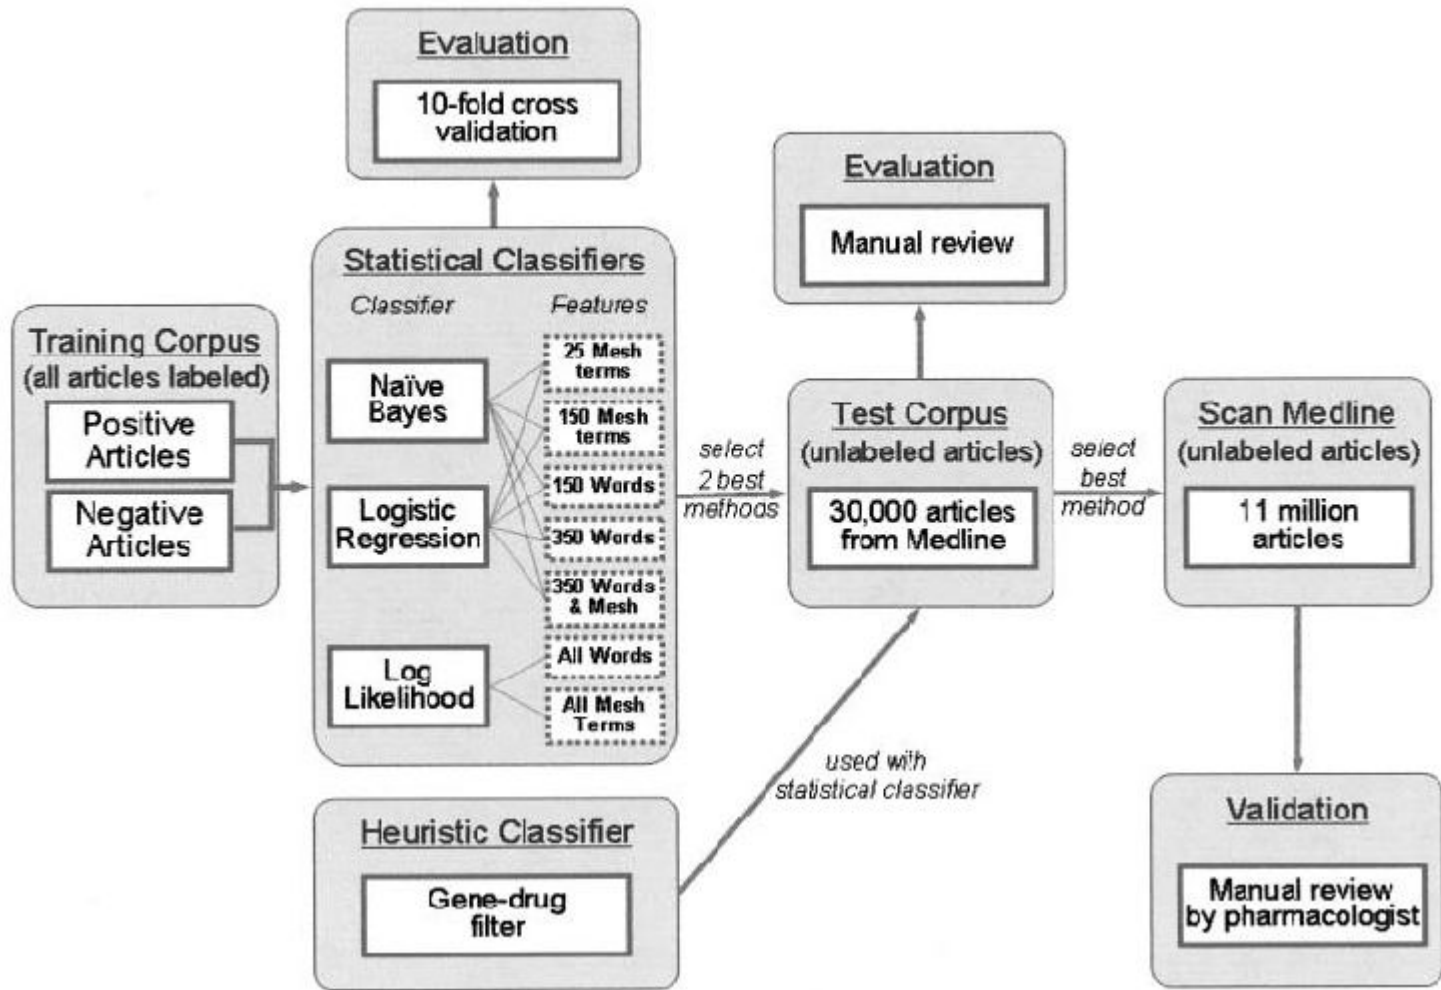 Evaluation
10-fold cross
validation
Evaluation
Manual review
Statistical Classifiers
Classifier
Features
Training Corpus
(all articles labeled)
Positive
Articles
Negative
Articles
Naïve
Bayes
Logistic
Regression
Log
Likelihood
25 Mesh
terms
150 Mesh
terms
150 Words
350 Words
350 Words
& Mesh
All Words
All Mesh
Terms
select
2 best
methods
Test Corpus
(unlabeled articles)
30,000 articles
from Medline
select
best
method
Scan Medline
(unlabeled articles)
11 million
articles
used with
statistical classifier
Heuristic Classifier
Gene-drug
filter
Validation
Manual review
by pharmacologist